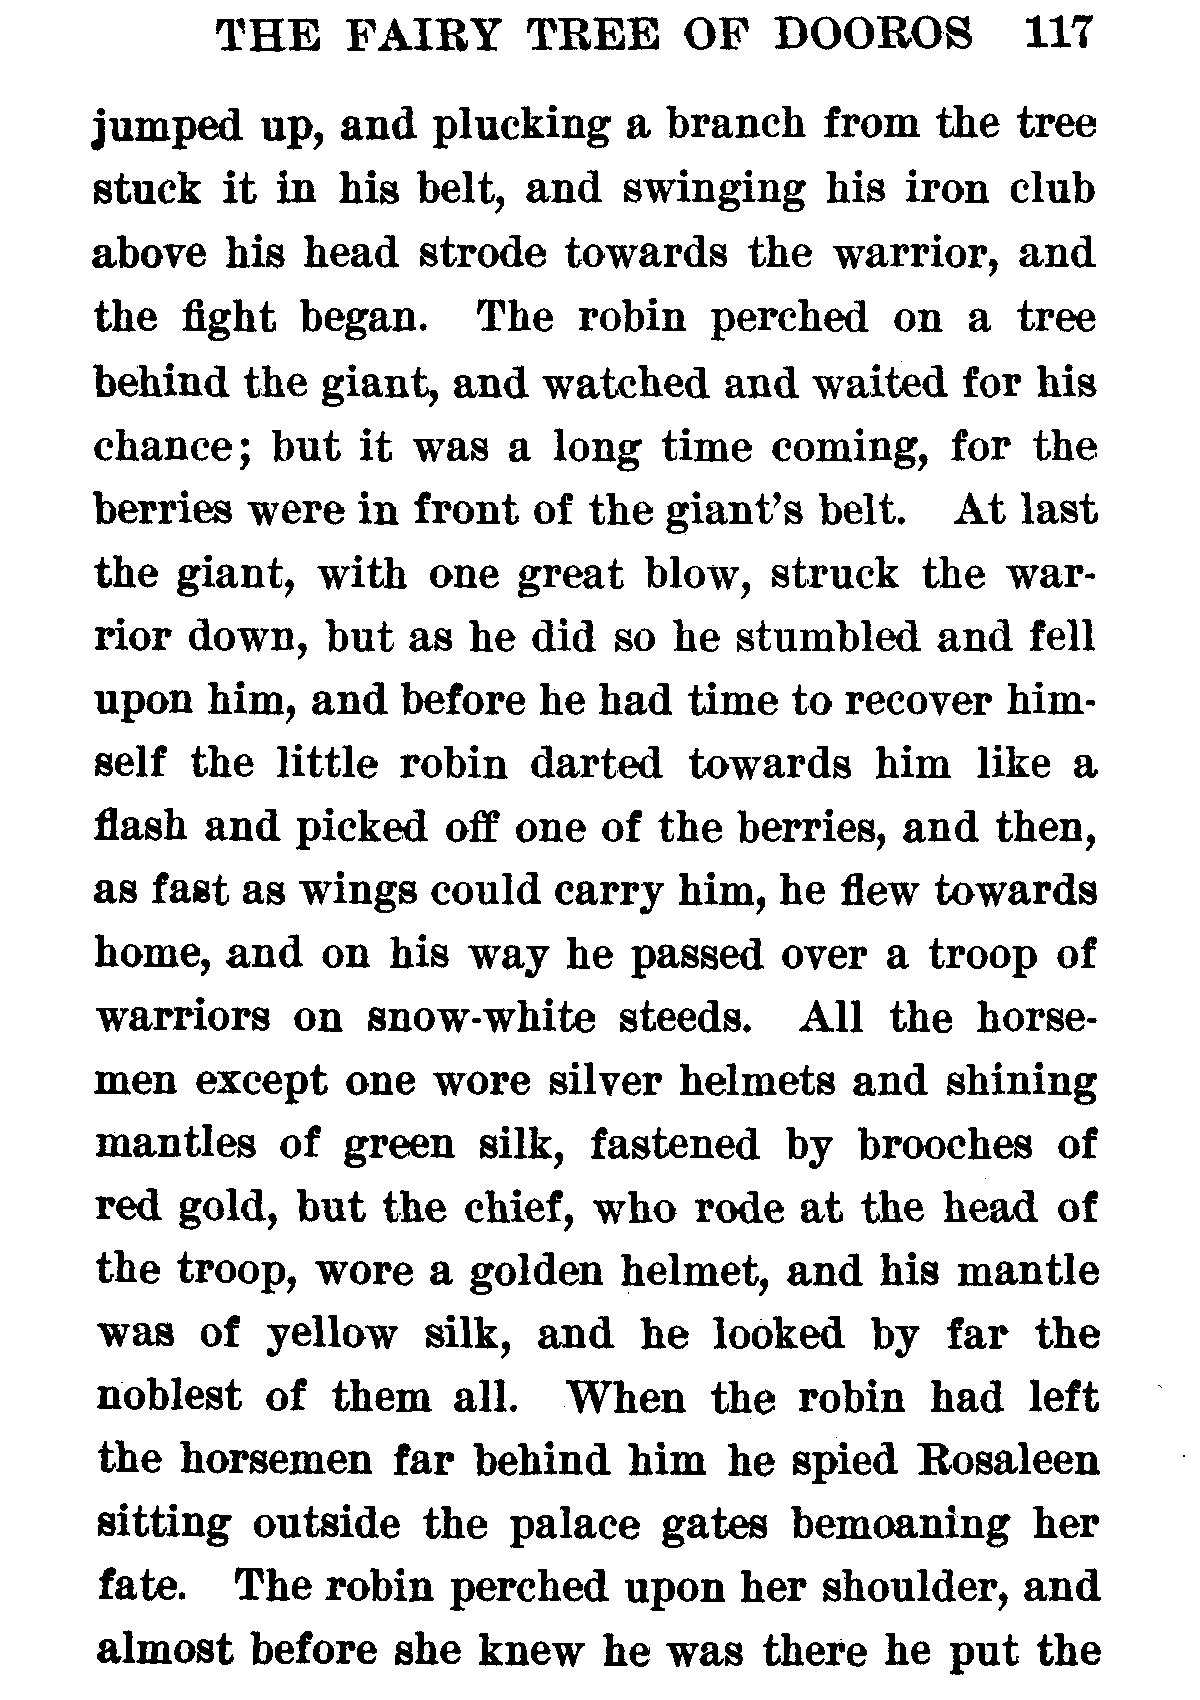 THE FAIRY TREE OF DOOROS 117
jumped up, and plucking a branch from the tree
stuck it in his belt, and swinging his iron club
above his head strode towards the warrior, and
the fight began. The robin perched on a tree
behind the giant, and watched and waited for his
chance; but it was a long time coming, for the
berries were in front of the giant's belt. At last
the giant, with one great blow, struck the war-
rior down, but as he did so he stumbled and fell
upon him, and before he had time to recover him-
self the little robin darted towards him like a
flash and picked off one of the berries, and then,
as fast as wings could carry him, he flew towards
home, and on his way he passed over a troop of
warriors on snow-white steeds. All the horse-
men except one wore silver helmets and shining
mantles of green silk, fastened by brooches of
red gold, but the chief, who rode at the head of
the troop, wore a golden helmet, and his mantle
was of yellow silk, and he looked by far the
noblest of them all. When the robin had left
the horsemen far behind him he spied Rosaleen
sitting outside the palace gates bemoaning her
fate. The robin perched upon her shoulder, and
almost before she knew he was there he put the